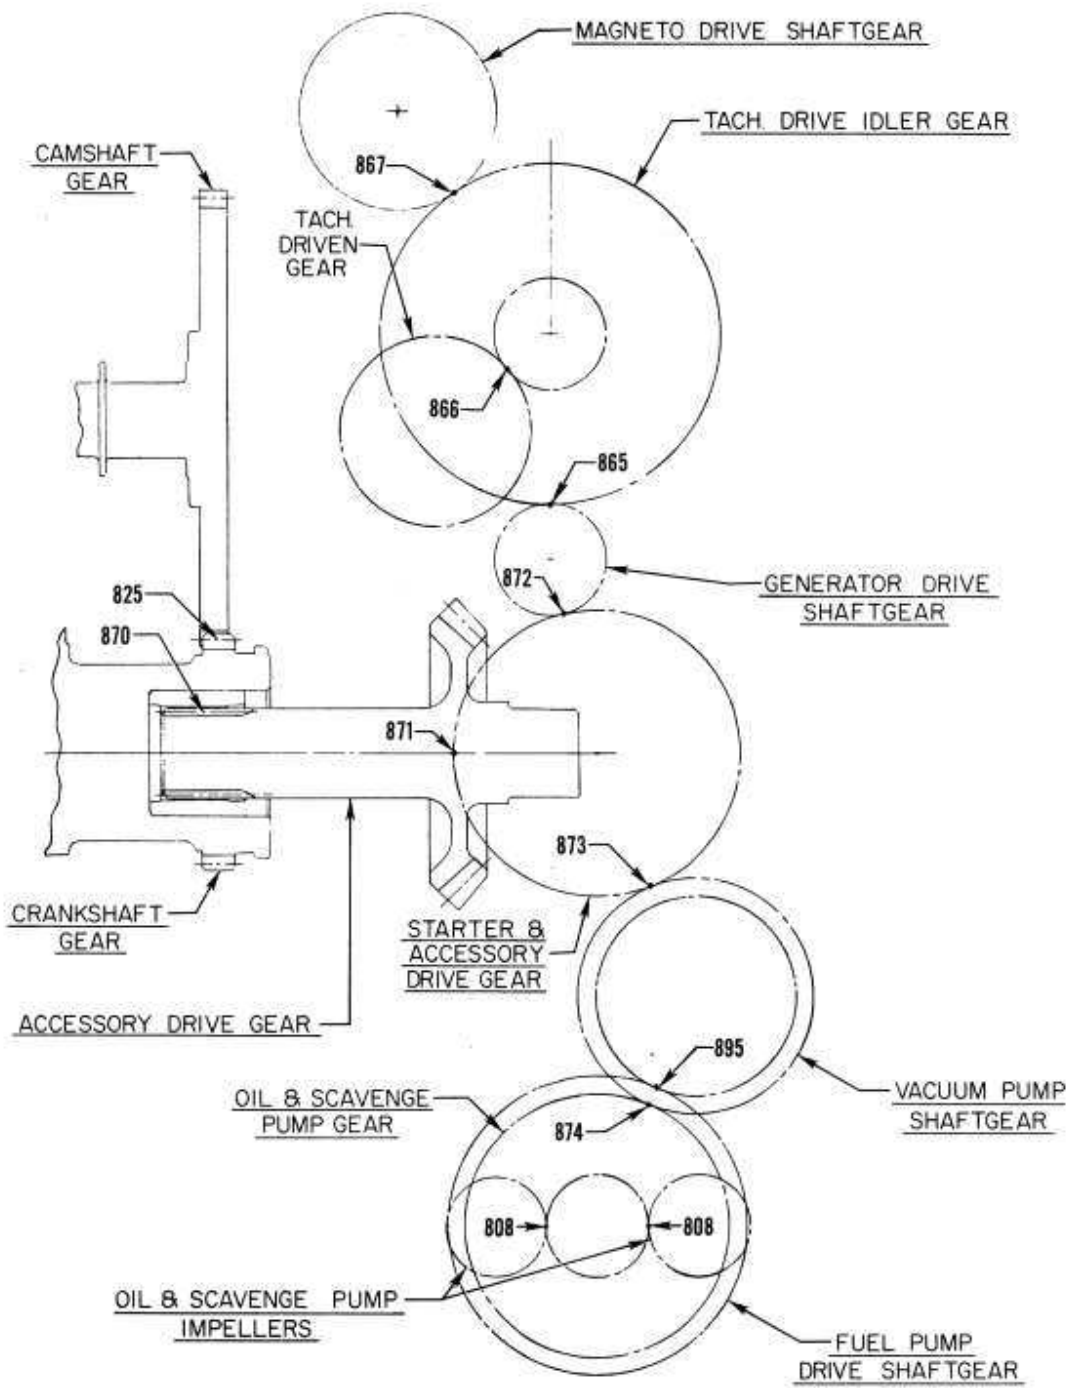 MAGNETO DRIVE SHAFTGEAR
TACH. DRIVE IDLER GEAR
CAMSHAFT
GEAR
867
TACH.
DRIVEN
GEAR
866
865
872
GENERATOR DRIVE
SHAFTGEAR
825
870
871
873
CRANKSHAFT
GEAR
STARTER &
ACCESSORY
DRIVE GEAR
ACCESSORY DRIVE GEAR
895
VACUUM PUMP
SHAFTGEAR
OIL & SCAVENGE
PUMP GEAR
874
808
808
OIL & SCAVENGE PUMP
IMPELLERS
FUEL PUMP
DRIVE SHAFTGEAR